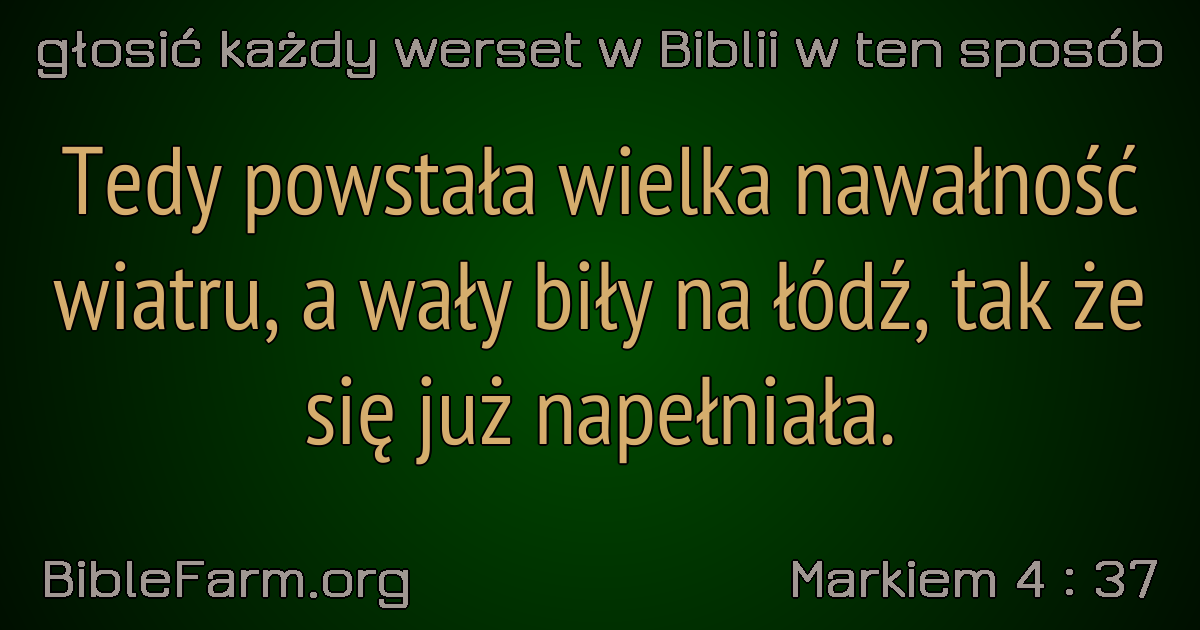 głosić każdy werset w Biblii w ten sposób
Tedy powstała wielka nawałność
wiatru, a wały biły na łódź, tak że
się już napełniała.
BibleFarm.org
Markiem 4 : 37